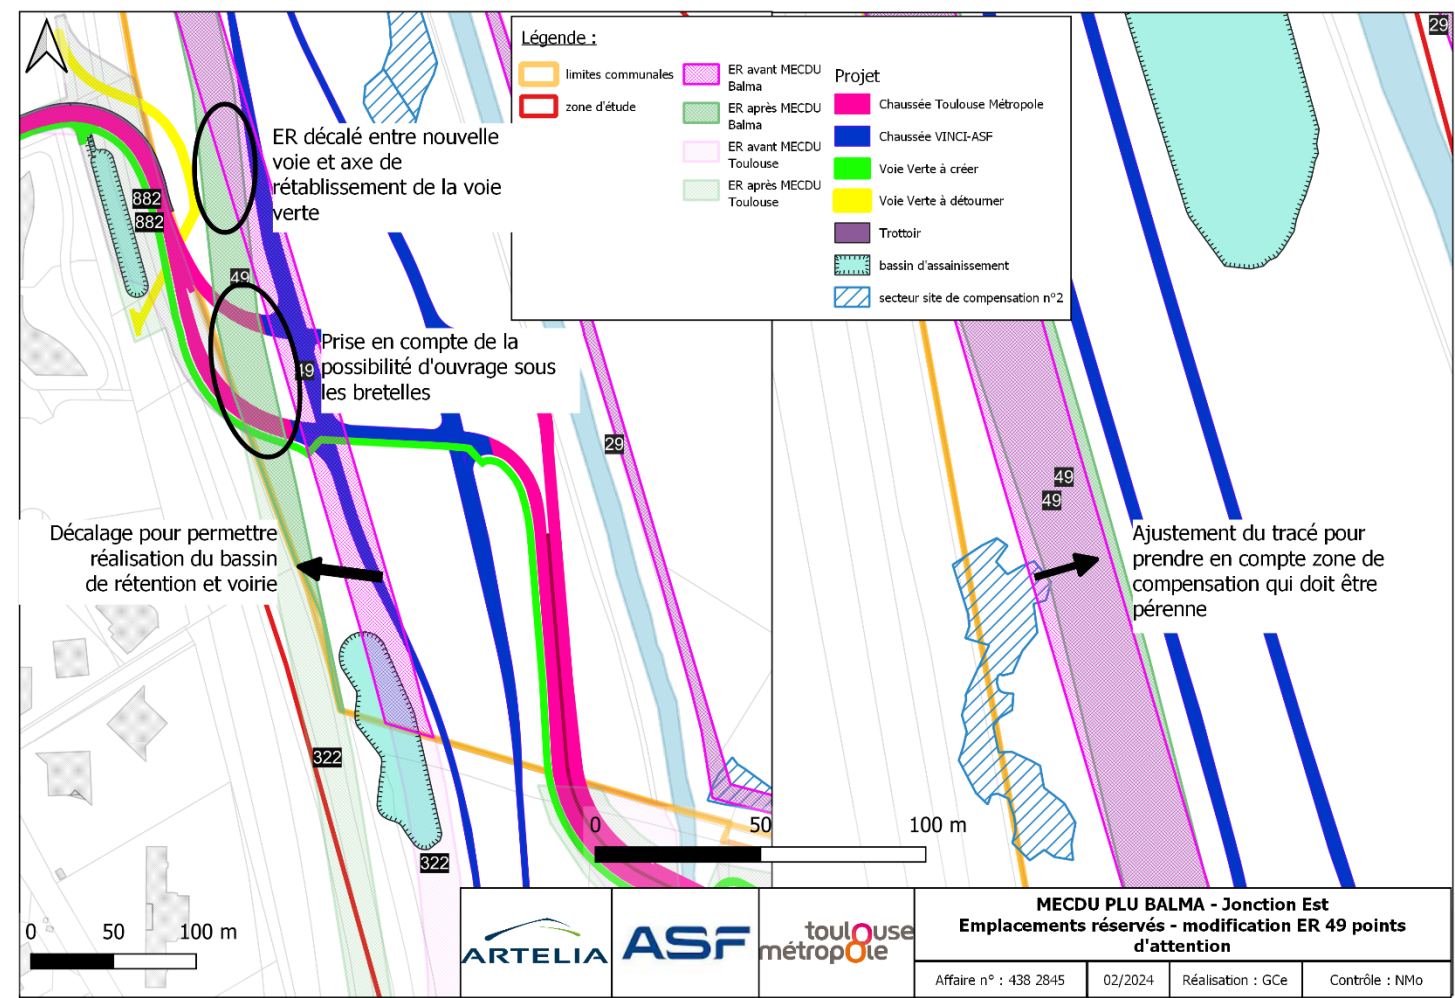 Légende :
limites communales
zone d'étude
ER avant MECDU
Balma
ER après MECDU
Balma
ER avant MECDU
Toulouse
ER après MECDU
Toulouse
Projet
Chaussée Toulouse Métropole
Chaussée VINCI-ASF
Voie Verte à créer
Voie Verte à détourner
Trottoir
bassin d'assainissement
secteur site de compensation n°2
29
ER décalé entre nouvelle
voie et axe de
rétablissement de la voie
verte
882
882
49
Prise en compte de la
possibilité d'ouvrage sous
les bretelles
49
29
49
49
Décalage pour permettre
réalisation du bassin
de rétention et voirie
Ajustement du tracé pour
prendre en compte zone de
compensation qui doit être
pérenne
322
322
0 50 100 m
0 50 100 m
ARTELIA
ASF
toulouse
métropole
MECDU PLU BALMA - Jonction Est
Emplacements réservés - modification ER 49 points
d'attention
Affaire n° : 438 2845
02/2024
Réalisation : GCe
Contrôle : NMo